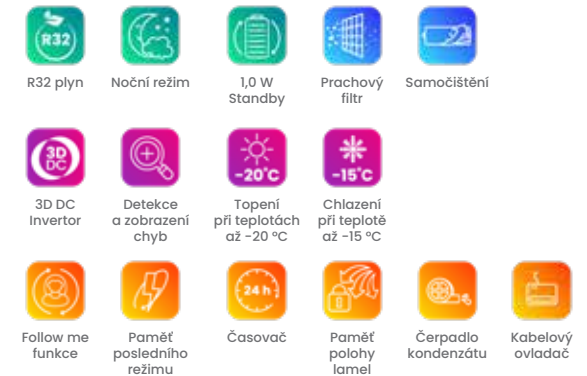 R32
R32 plyn
Noční režim
1,0 W
Standby
Prachový
filtr
Samočištění
3D
DC
3D DC
Invertor
Detekce
a zobrazení
chyb
-20°C
Topení
při teplotách
až -20 °C
-15°C
Chlazení
při teplotě
až -15 °C
Follow me
funkce
Paměť
posledního
režimu
24 h
Časovač
Paměť
polohy
lamel
Čerpadlo
kondenzátu
Kabelový
ovladač